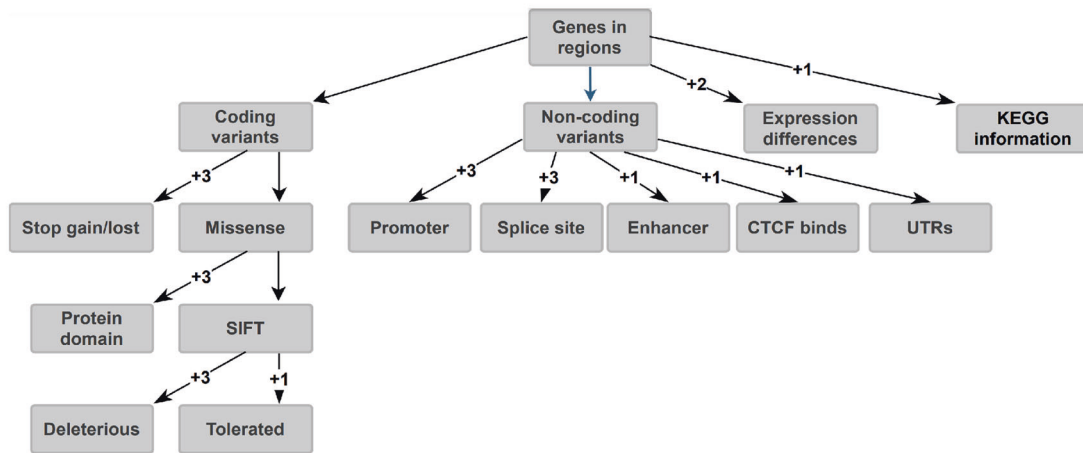 Genes in
regions
+1
+2
Coding
variants
Non-coding
variants
Expression
differences
KEGG
information
+3
+3
+3
+1
+1
+1
Stop gain/lost
Missense
Promoter
Splice site
Enhancer
CTCF binds
UTRs
+3
Protein
domain
SIFT
+3
+1
Deleterious
Tolerated